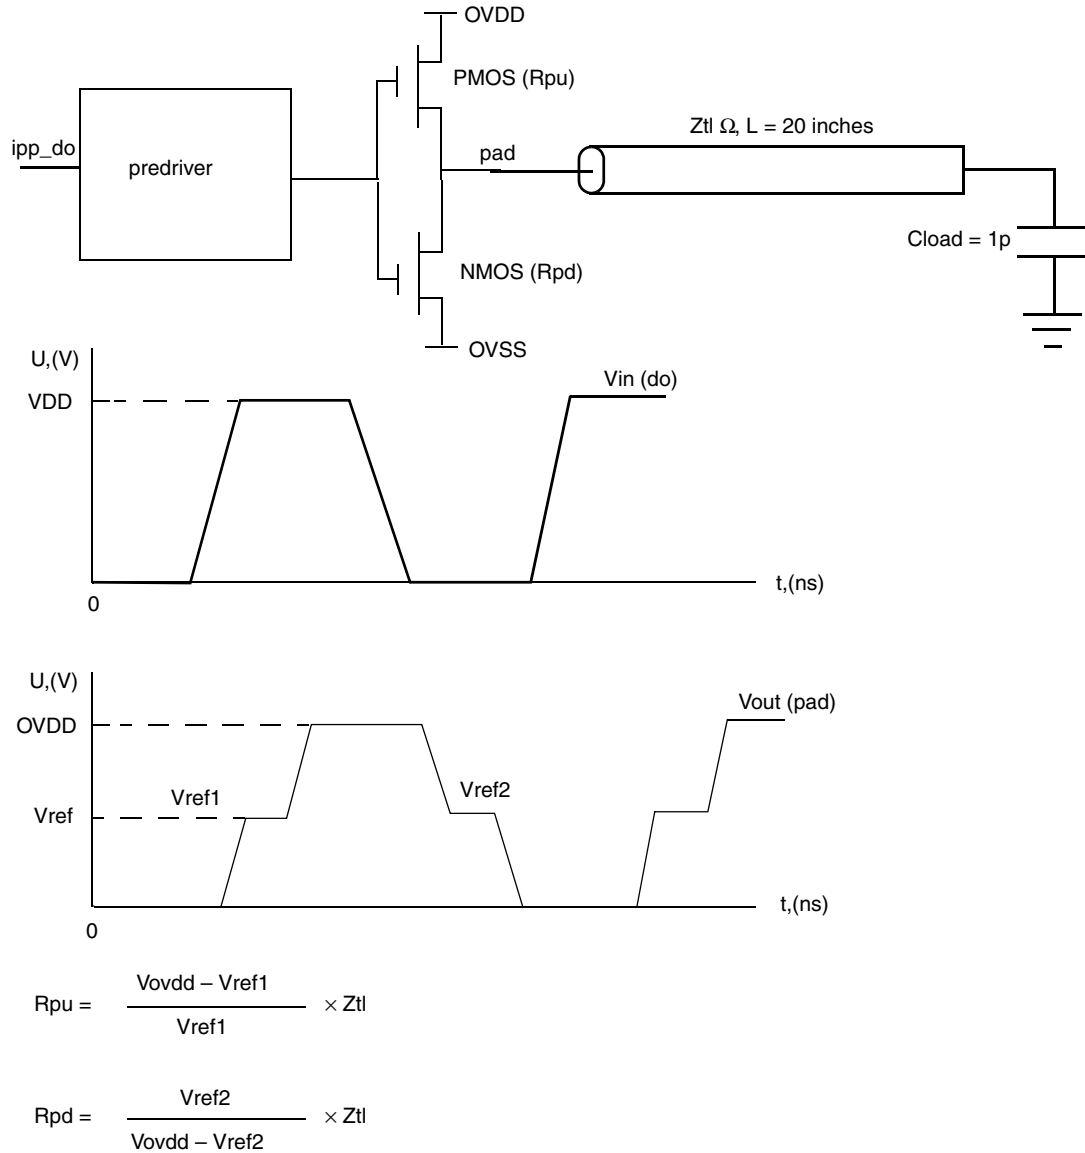 OVDD
PMOS (Rpu)
Ztl Ω, L = 20 inches
ipp_do
predriver
pad
Cload = 1p
NMOS (Rpd)
OVSS
U,(V)
VDD
Vin (do)
t,(ns)
0
U,(V)
OVDD
Vout (pad)
Vref1
Vref2
Vref
t,(ns)
0
Vovdd – Vref1
Rpu = × Ztl
Vref1
Vref2
Rpd = × Ztl
Vovdd – Vref2